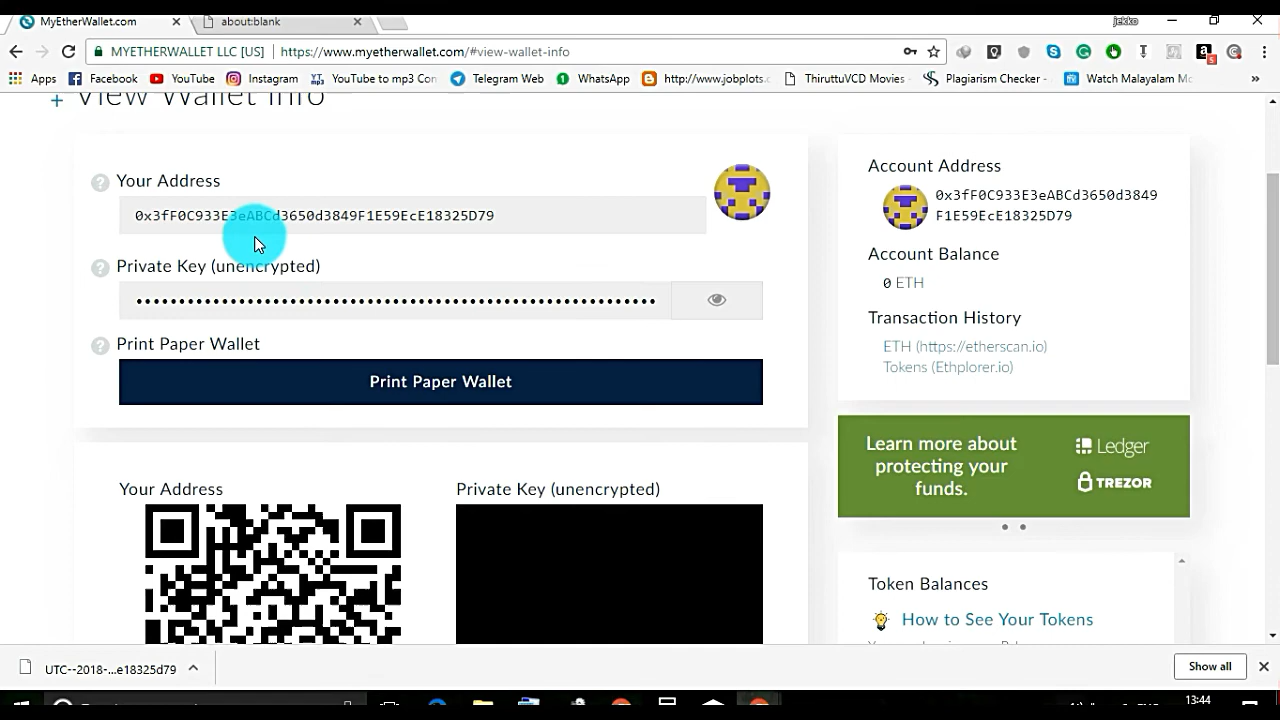 MyEtherWallet.com
about:blank
jekko
MYETHERWALLET LLC [US]
https://www.myetherwallet.com/#view-wallet-info
Apps
Facebook
YouTube
Instagram
YouTube to mp3 Con
Telegram Web
WhatsApp
http://www.jobplots.c
ThiruttuVCD Movies -
Plagiarism Checker -
Watch Malayalam Mo
»
View Wallet Info
Your Address
0x3fF0C933E3eABCd3650d3849F1E59EcE18325D79
Private Key (unencrypted)
Print Paper Wallet
Print Paper Wallet
Your Address
Private Key (unencrypted)
Account Address
0x3fF0C933E3eABCd3650d3849
F1E59EcE18325D79
Account Balance
0 ETH
Transaction History
ETH (https://etherscan.io)
Tokens (Ethplorer.io)
Learn more about
protecting your
funds.
Ledger
TREZOR
Token Balances
How to See Your Tokens
UTC--2018-...e18325d79
Show all
13:44